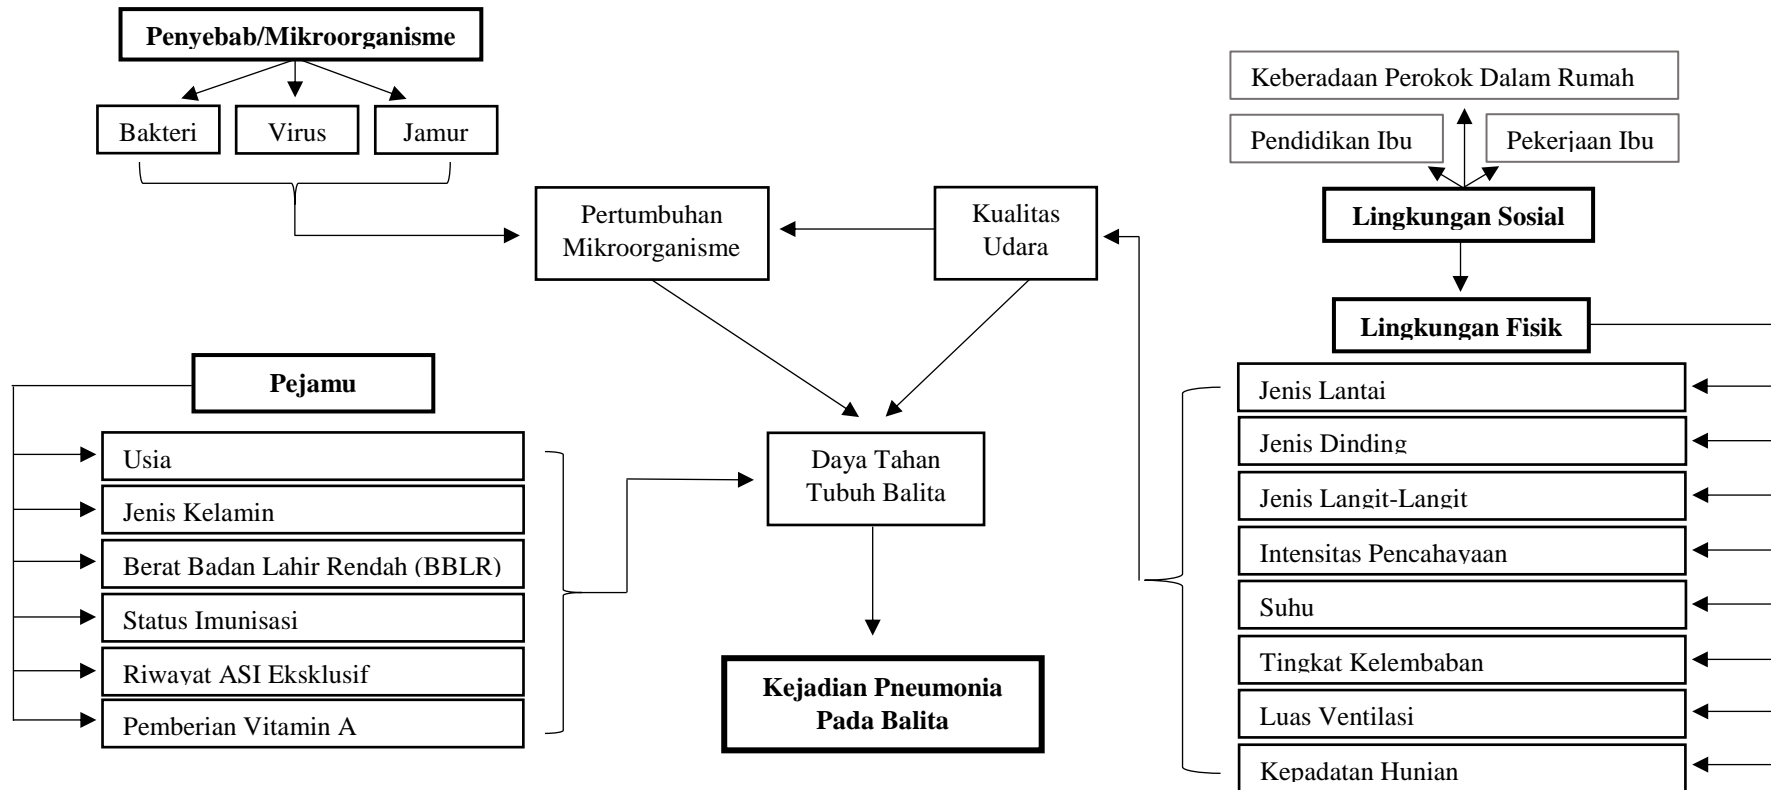 Penyebab/Mikroorganisme
Bakteri
Virus
Jamur
Keberadaan Perokok Dalam Rumah
Pendidikan Ibu
Pekerjaan Ibu
Lingkungan Sosial
Pertumbuhan
Mikroorganisme
Kualitas
Udara
Lingkungan Fisik
Pejamu
Usia
Jenis Kelamin
Berat Badan Lahir Rendah (BBLR)
Status Imunisasi
Riwayat ASI Eksklusif
Pemberian Vitamin A
Daya Tahan
Tubuh Balita
Kejadian Pneumonia
Pada Balita
Jenis Lantai
Jenis Dinding
Jenis Langit-Langit
Intensitas Pencahayaan
Suhu
Tingkat Kelembaban
Luas Ventilasi
Kepadatan Hunian